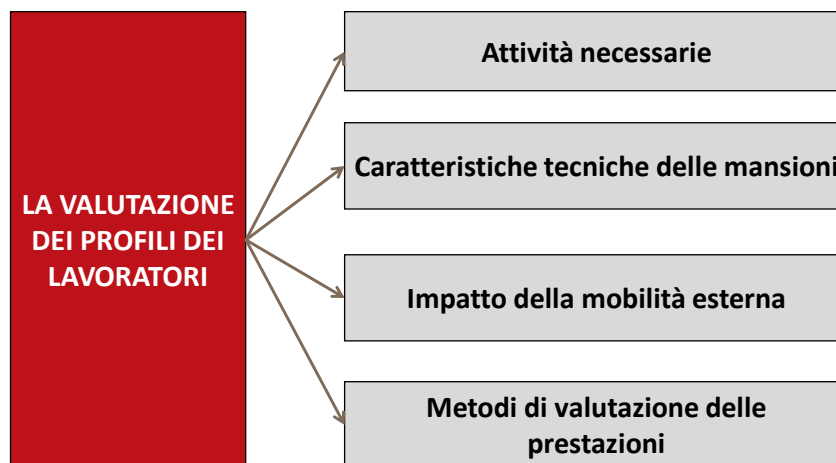 LA VALUTAZIONE
DEI PROFILI DEI
LAVORATORI
Attività necessarie
Caratteristiche tecniche delle mansioni
Impatto della mobilità esterna
Metodi di valutazione delle
prestazioni